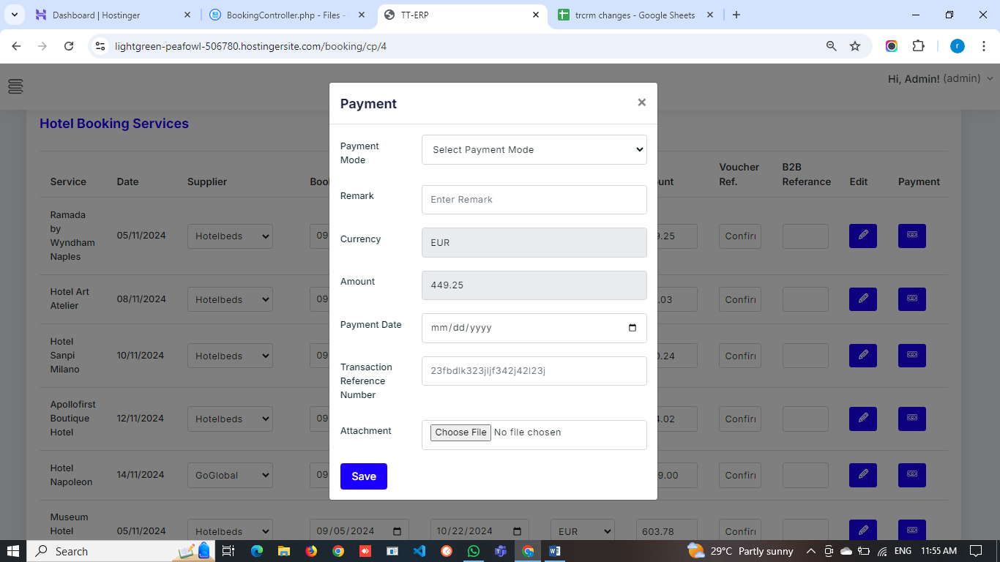 Dashboard | Hostinger
BookingController.php - Files -
TT-ERP
trcrm changes - Google Sheets
lightgreen-peafowl-506780.hostingersite.com/booking/cp/4
r
Hi, Admin! (admin)
Hotel Booking Services
Service
Date
Supplier
Boo
ount
Voucher
Ref.
B2B
Referance
Edit
Payment
Ramada
by
Wyndham
Naples
05/11/2024
Hotelbeds
09
9.25
Confir
Hotel Art
Atelier
08/11/2024
Hotelbeds
09
.03
Confir
Hotel
Sanpi
Milano
10/11/2024
Hotelbeds
09
0.24
Confir
Apollofirst
Boutique
Hotel
12/11/2024
Hotelbeds
09
4.02
Confir
Hotel
Napoleon
14/11/2024
GoGlobal
09
9.00
Confir
Museum
Hotel
05/11/2024
Hotelbeds
09/05/2024
10/22/2024
EUR
603.78
Confir
Payment
×
Payment
Mode
Select Payment Mode
Remark
Enter Remark
Currency
EUR
Amount
449.25
Payment Date
mm/dd/yyyy
Transaction
Reference
Number
23fbdlk323jljf342j42l23j
Attachment
Choose File No file chosen
Save
Search
29°C Partly sunny
ENG
11:55 AM